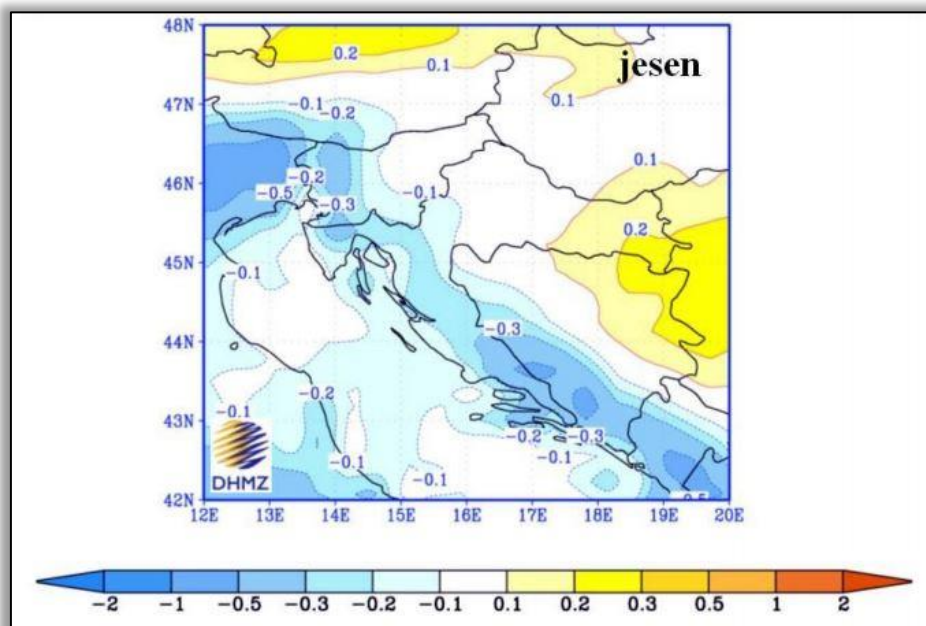 48N
47N
46N
45N
44N
43N
42N
jesen
0.2
0.1
0.1
−0.1
−0.2
0.1
−0.2
−0.5
−0.1
−0.3
0.2
−0.1
−0.3
−0.2
−0.1
−0.2
−0.3
−0.1
−0.1
−0.1
DHMZ
12E 13E 14E 15E 16E 17E 18E 19E 20E
−2 −1 −0.5 −0.3 −0.2 −0.1 0.1 0.2 0.3 0.5 1 2